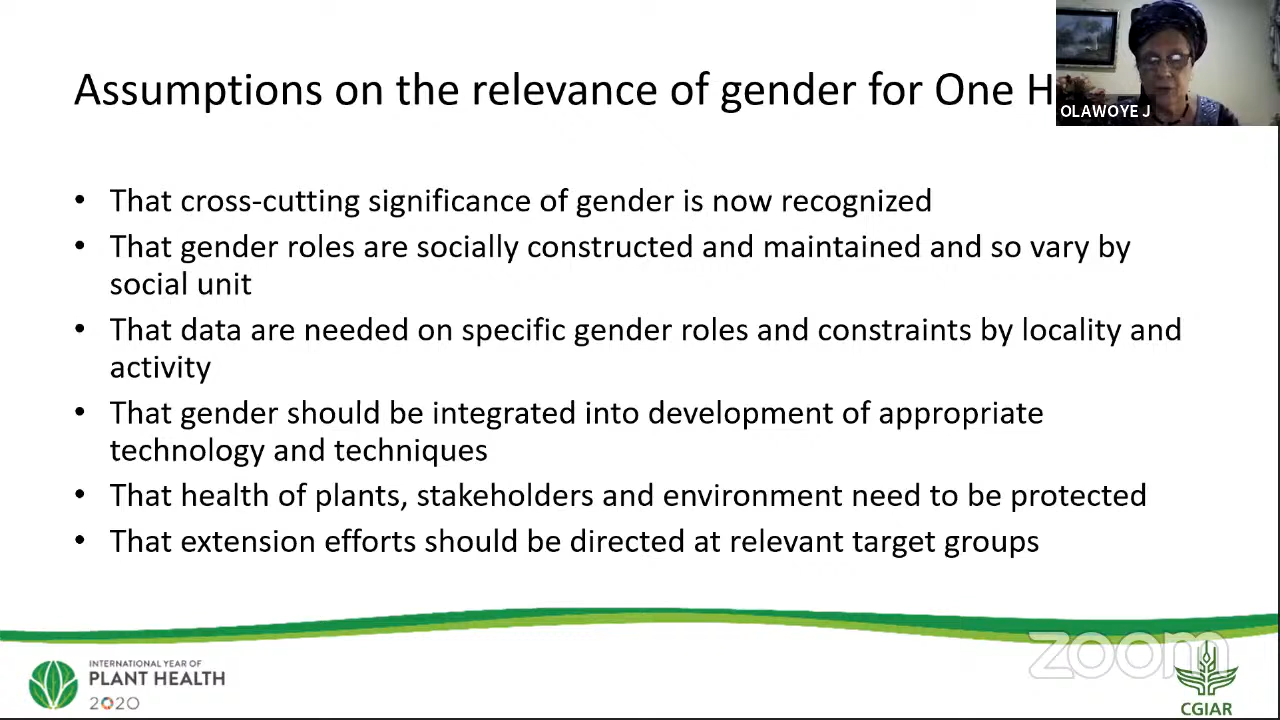 Assumptions on the relevance of gender for One H
OLAWOYE J
• That cross-cutting significance of gender is now recognized
• That gender roles are socially constructed and maintained and so vary by
social unit
• That data are needed on specific gender roles and constraints by locality and
activity
• That gender should be integrated into development of appropriate
technology and techniques
• That health of plants, stakeholders and environment need to be protected
• That extension efforts should be directed at relevant target groups
zoom
INTERNATIONAL YEAR OF
PLANT HEALTH
2020
CGIAR